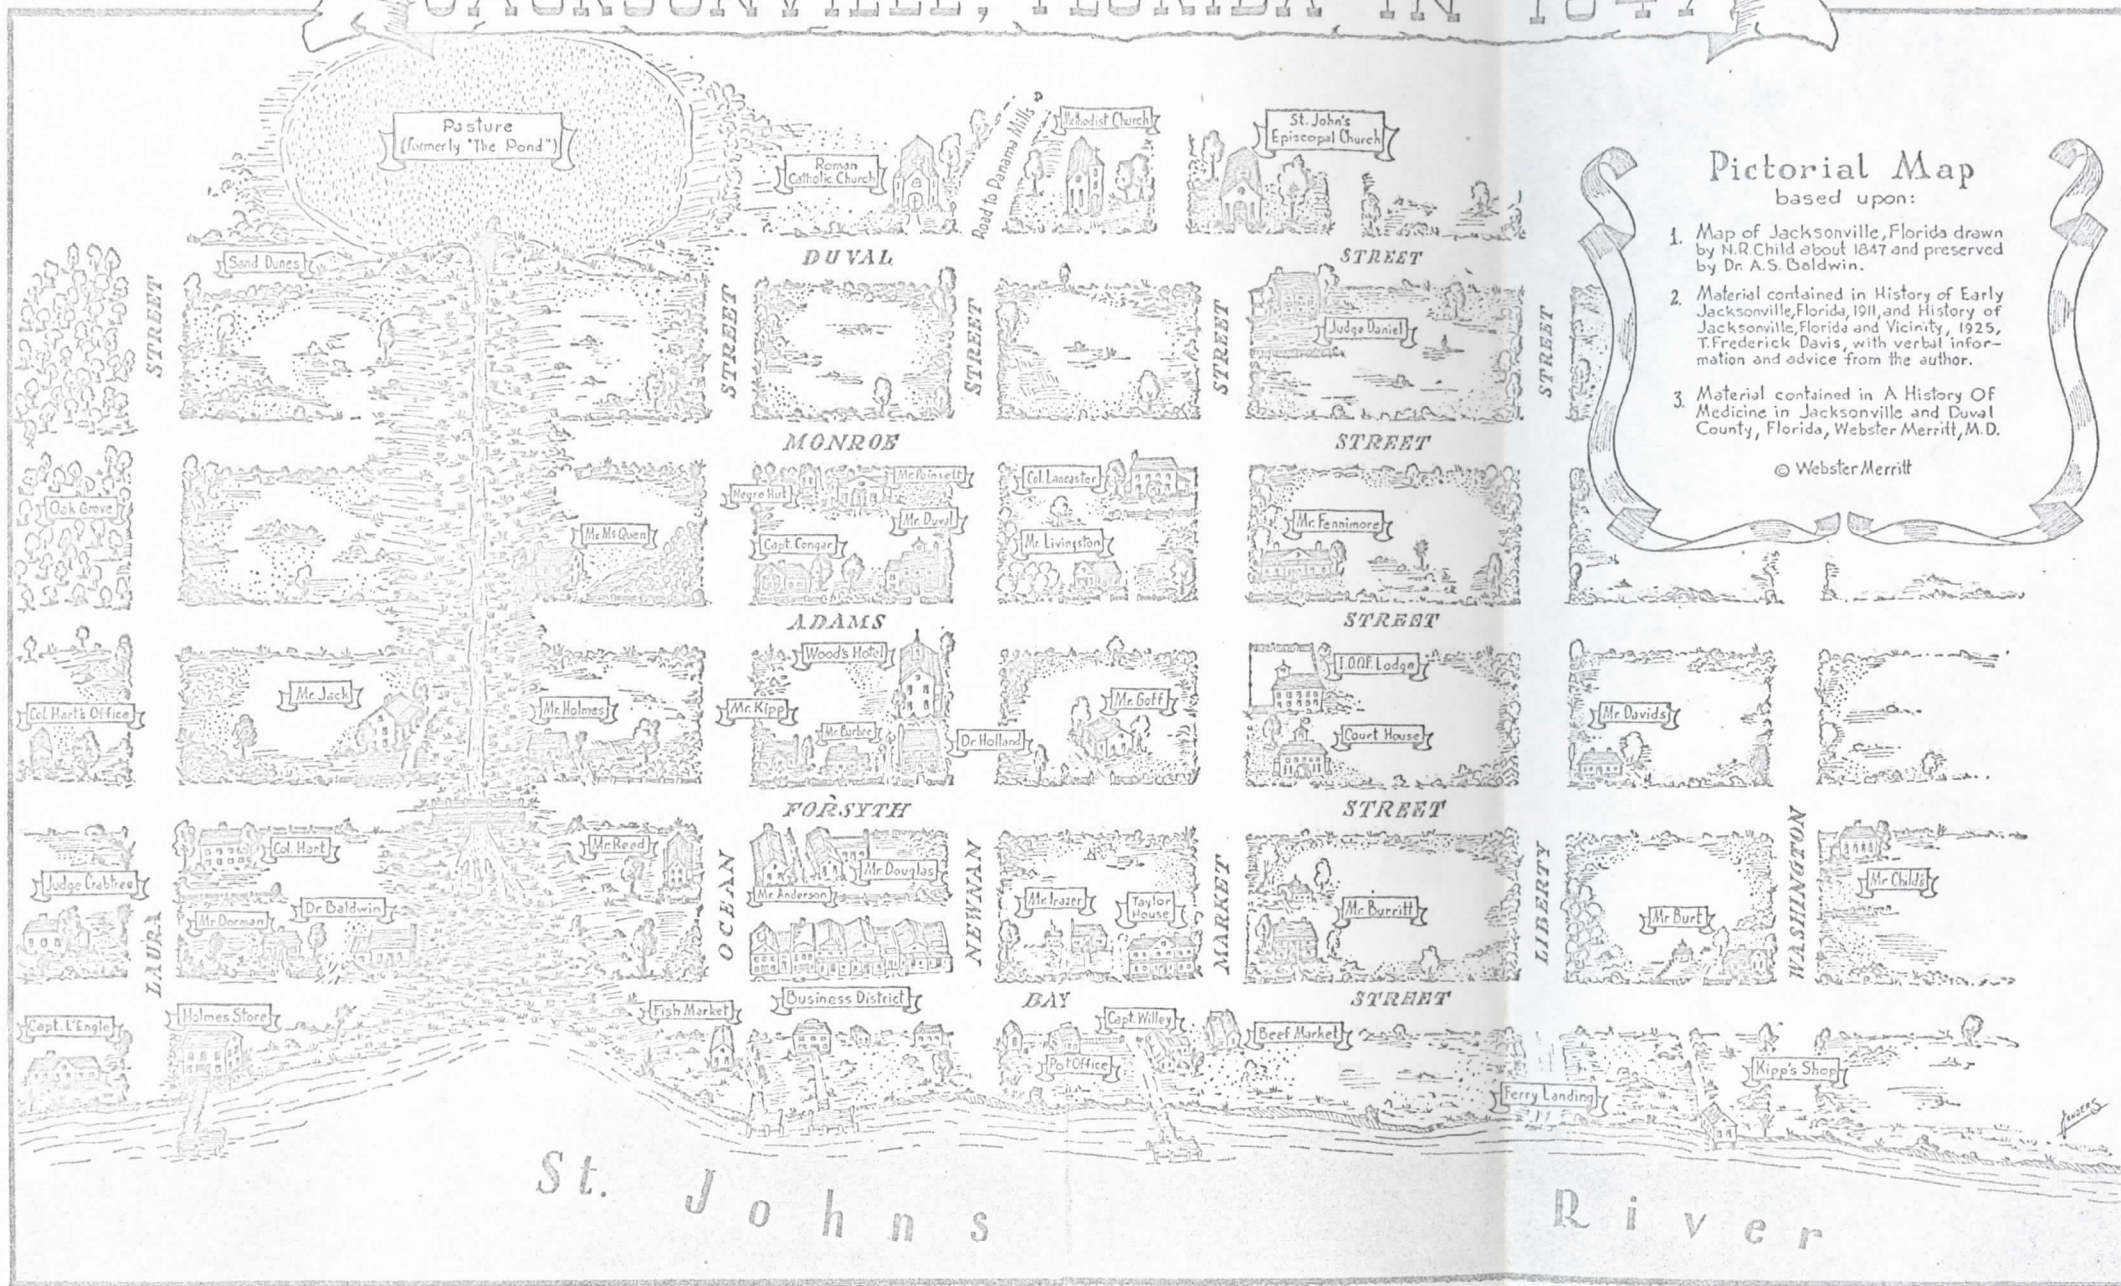 JACKSONVILLE, FLORIDA IN 1847
Pasture
(formerly "The Pond")
Roman
Catholic Church
Road to Panama Mills
Methodist Church
St. John's
Episcopal Church
Pictorial Map
based upon:
1. Map of Jacksonville, Florida drawn
by N.R. Child about 1847 and preserved
by Dr. A.S. Baldwin.
2. Material contained in History of Early
Jacksonville, Florida, 1911, and History of
Jacksonville, Florida and Vicinity, 1925,
T. Frederick Davis, with verbal infor-
mation and advice from the author.
3. Material contained in A History Of
Medicine in Jacksonville and Duval
County, Florida, Webster Merritt, M.D.
© Webster Merritt
Sand Dunes
DUVAL
STREET
STREET
STREET
STREET
STREET
STREET
Judge Daniel
MONROE
STREET
Oak Grove
Mr. McQuen
Negro Hut
Mr. Poinsett
Mr. Duval
Capt. Congar
Col. Lancaster
Mr. Livingston
Mr. Fennimore
ADAMS
STREET
Col. Hart's Office
Mr. Jack
Mr. Holmes
Mr. Kipp
Wood's Hotel
Mr. Burbee
Dr. Holland
Mr. Goff
I.O.O.F. Lodge
Court House
Mr. Davids
FORSYTH
STREET
Judge Crabtree
Col. Hart
Mr. Dorman
Dr. Baldwin
Mr. Reed
Mr. Douglas
Mr. Anderson
Mr. Frazer
Taylor
House
Mr. Burritt
Mr. Burt
Mr. Childs
LAURA
OCEAN
NEWNAN
MARKET
LIBERTY
WASHINGTON
Business District
BAY
STREET
Capt. L'Engle
Holmes Store
Fish Market
Capt. Willey
Post Office
Beef Market
Ferry Landing
Kipp's Shop
St. Johns River